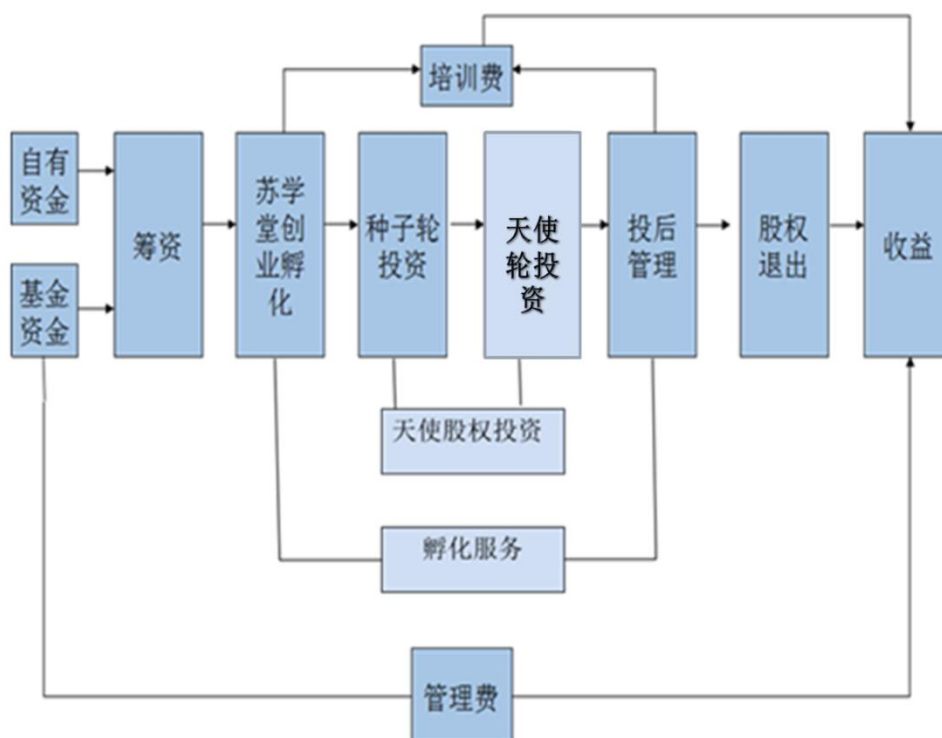 培训费
自有
资金
基金
资金
筹资
苏学
堂创
业孵
化
种子轮
投资
天使
轮投
资
投后
管理
股权
退出
收益
天使股权投资
孵化服务
管理费